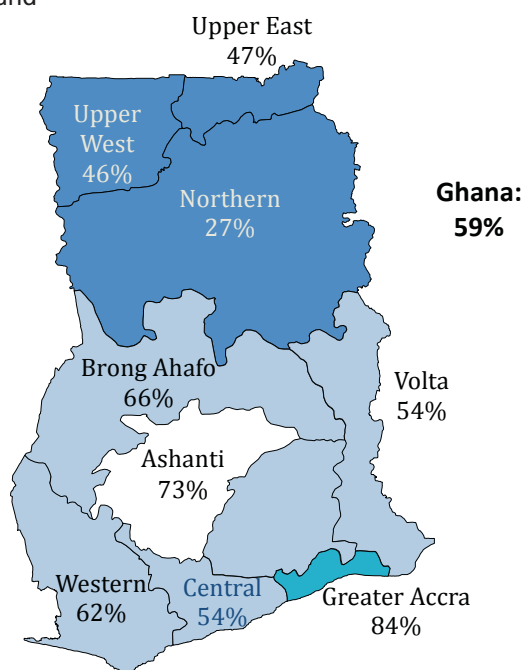 Upper East
47%
Upper
West
46%
Northern
27%
Ghana:
59%
Brong Ahafo
66%
Volta
54%
Ashanti
73%
Western
62%
Central
54%
Greater Accra
84%